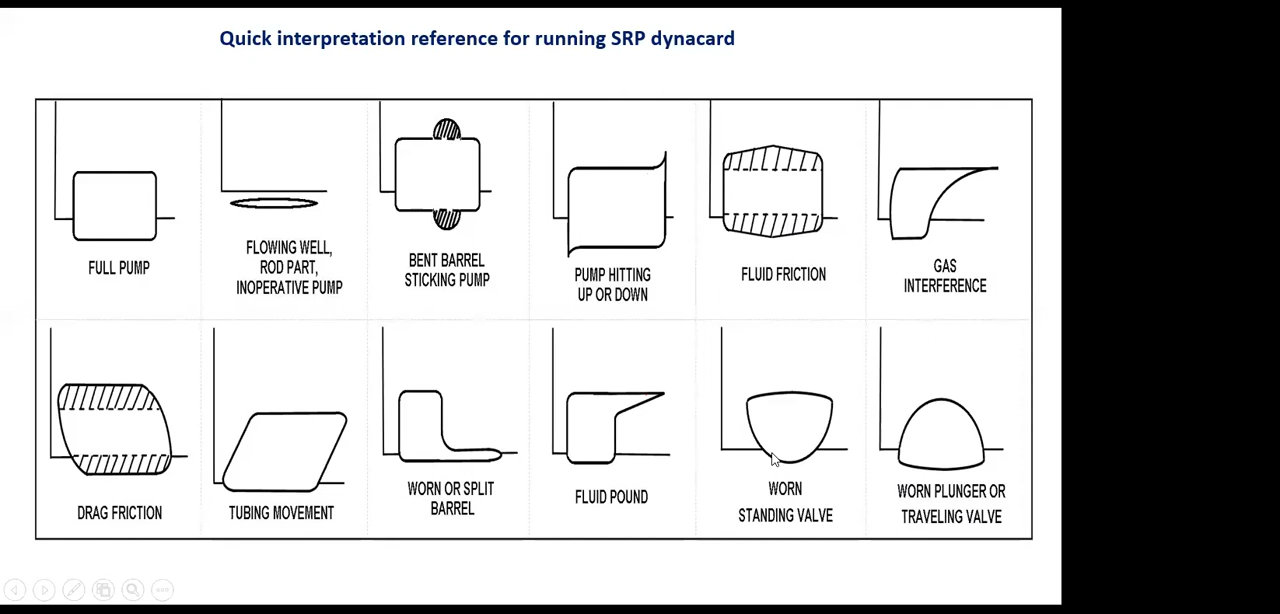 Quick interpretation reference for running SRP dynacard
FULL PUMP
FLOWING WELL,
ROD PART,
INOPERATIVE PUMP
BENT BARREL
STICKING PUMP
PUMP HITTING
UP OR DOWN
FLUID FRICTION
GAS
INTERFERENCE
DRAG FRICTION
TUBING MOVEMENT
WORN OR SPLIT
BARREL
FLUID POUND
WORN
STANDING VALVE
WORN PLUNGER OR
TRAVELING VALVE